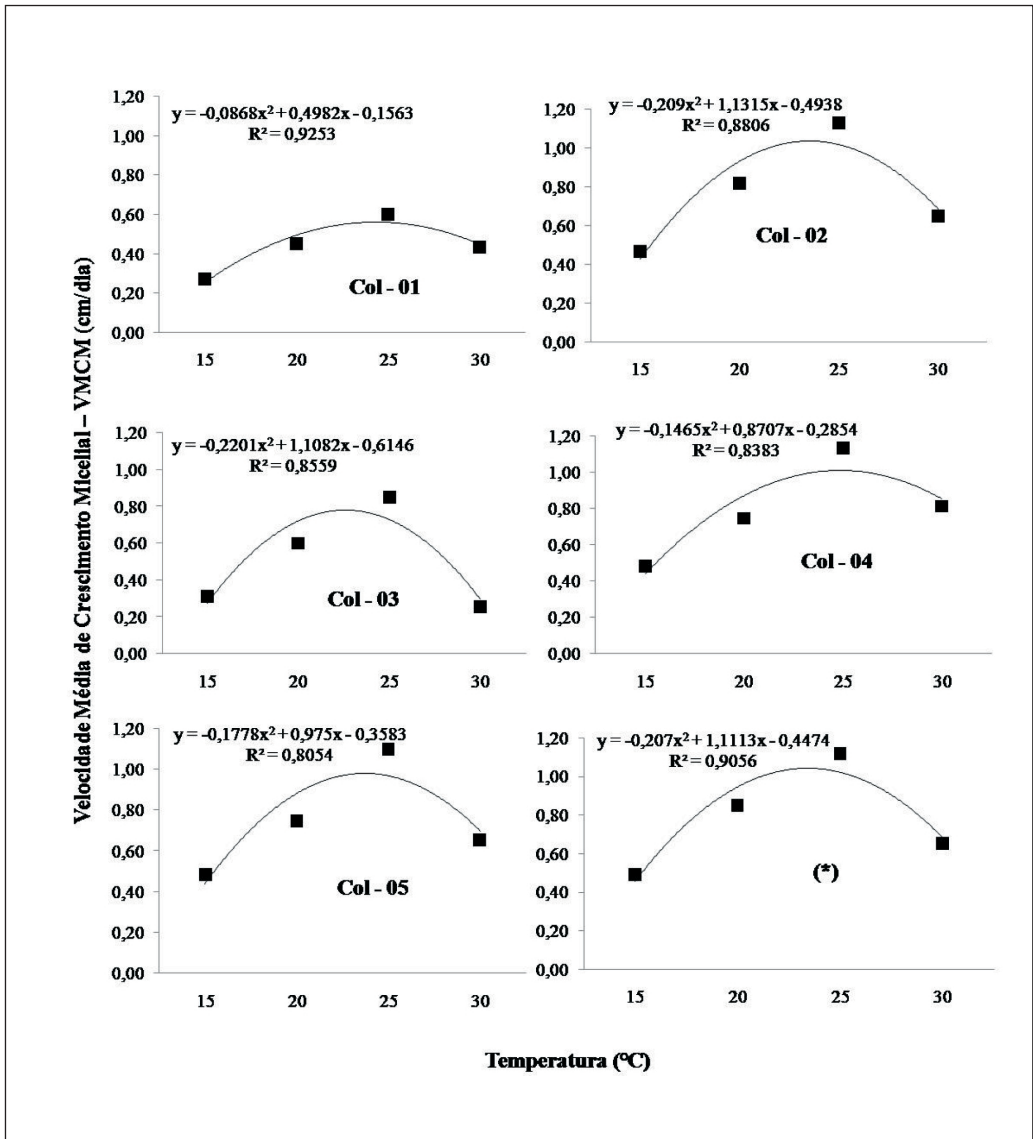 Velocidade Média de Crescimento Micelial – VMCM (cm/dia)
y = -0,0868x² + 0,4982x - 0,1563
R² = 0,9253
1,20
1,00
0,80
0,60
0,40
0,20
0,00
Col - 01
15 20 25 30
y = -0,209x² + 1,1315x - 0,4938
R² = 0,8806
1,20
1,00
0,80
0,60
0,40
0,20
0,00
Col - 02
15 20 25 30
y = -0,2201x² + 1,1082x - 0,6146
R² = 0,8559
1,20
1,00
0,80
0,60
0,40
0,20
0,00
Col - 03
15 20 25 30
y = -0,1465x² + 0,8707x - 0,2854
R² = 0,8383
1,20
1,00
0,80
0,60
0,40
0,20
0,00
Col - 04
15 20 25 30
y = -0,1778x² + 0,975x - 0,3583
R² = 0,8054
1,20
1,00
0,80
0,60
0,40
0,20
0,00
Col - 05
15 20 25 30
y = -0,207x² + 1,1113x - 0,4474
R² = 0,9056
1,20
1,00
0,80
0,60
0,40
0,20
0,00
(*)
15 20 25 30
Temperatura (°C)